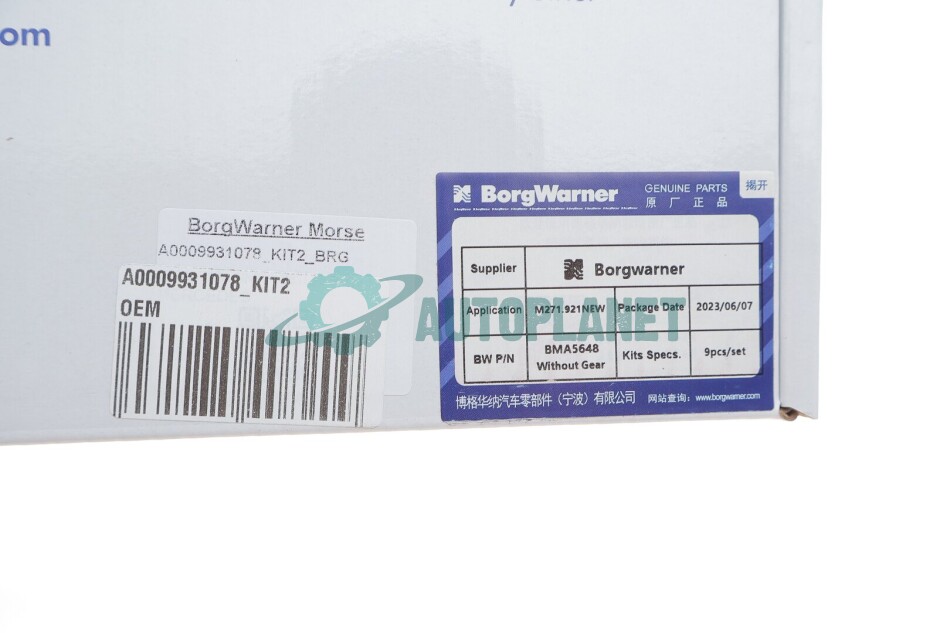 om
BorgWarner
GENUINE PARTS
原 厂 正 品
揭开
BorgWarner Morse
A0009931078_KIT2_BRG
A0009931078_KIT2
OEM
Supplier Borgwarner
Application M271.921NEW Package Date 2023/06/07
BW P/N BMA5648 Without Gear Kits Specs. 9pcs/set
博格华纳汽车零部件（宁波）有限公司 网站查询：www.borgwarner.com
AUTOPLANET